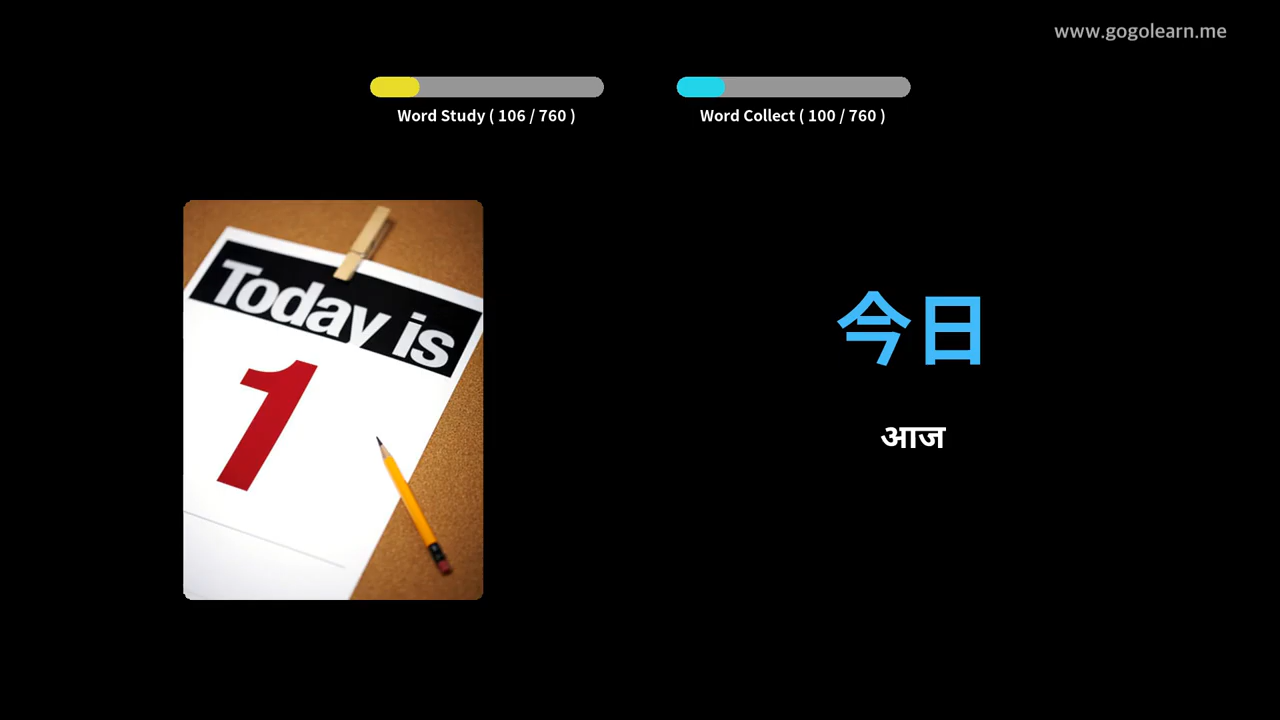 www.gogolearn.me
Word Study ( 106 / 760 )
Word Collect ( 100 / 760 )
Today is
1
今日
आज